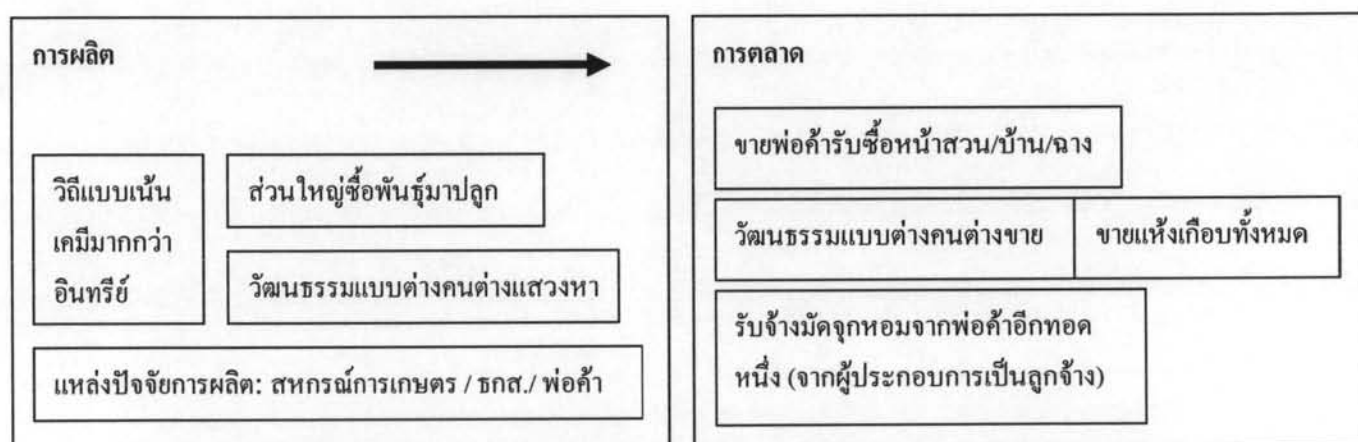 การผลิต
วิถีแบบเน้น
เคมีมากกว่า
อินทรีย์
ส่วนใหญ่ซื้อพันธุ์มาปลูก
วัฒนธรรมแบบต่างคนต่างแสวงหา
แหล่งปัจจัยการผลิต: สหกรณ์การเกษตร / ธกส./ พ่อค้า
การตลาด
ขายพ่อค้ารับซื้อหน้าสวน/บ้าน/ฉาง
วัฒนธรรมแบบต่างคนต่างขาย
ขายแห้งเกือบทั้งหมด
รับจ้างมัดจุกหอมจากพ่อค้าอีกทอด
หนึ่ง (จากผู้ประกอบการเป็นลูกจ้าง)